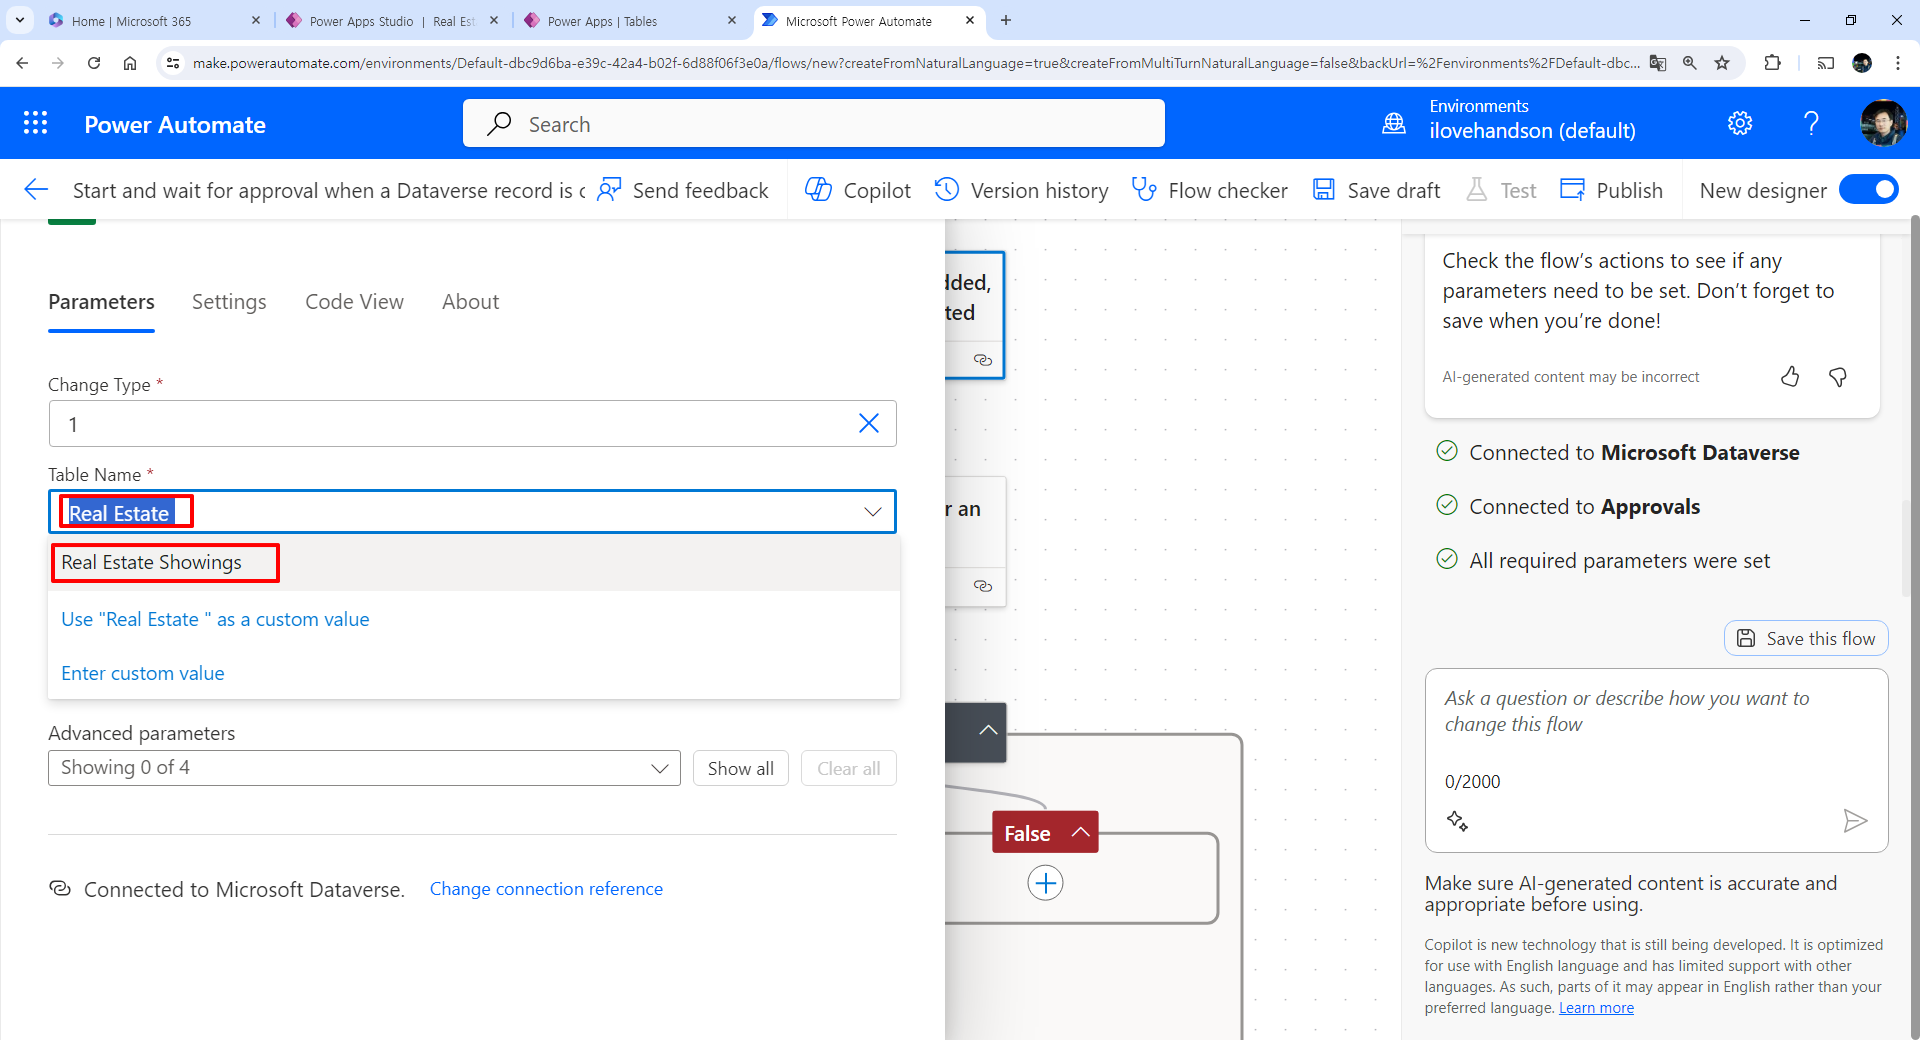 Home | Microsoft 365
Power Apps Studio | Real Est
Power Apps | Tables
Microsoft Power Automate
make.powerautomate.com/environments/Default-dbc9d6ba-e39c-42a4-b02f-6d88f06f3e0a/flows/new?createFromNaturalLanguage=true&createFromMultiTurnNaturalLanguage=false&backUrl=%2Fenvironments%2FDefault-dbc...
Power Automate
Search
Environments
ilovehandson (default)
Start and wait for approval when a Dataverse record is c
Send feedback
Copilot
Version history
Flow checker
Save draft
Test
Publish
New designer
Parameters
Settings
Code View
About
Change Type *
1
Table Name *
Real Estate
Real Estate Showings
Use "Real Estate " as a custom value
Enter custom value
Advanced parameters
Showing 0 of 4
Show all
Clear all
Connected to Microsoft Dataverse.
Change connection reference
dded,
ted
r an
False
Check the flow's actions to see if any
parameters need to be set. Don't forget to
save when you're done!
AI-generated content may be incorrect
Connected to Microsoft Dataverse
Connected to Approvals
All required parameters were set
Save this flow
Ask a question or describe how you want to
change this flow
0/2000
Make sure AI-generated content is accurate and
appropriate before using.
Copilot is new technology that is still being developed. It is optimized
for use with English language and has limited support with other
languages. As such, parts of it may appear in English rather than your
preferred language. Learn more